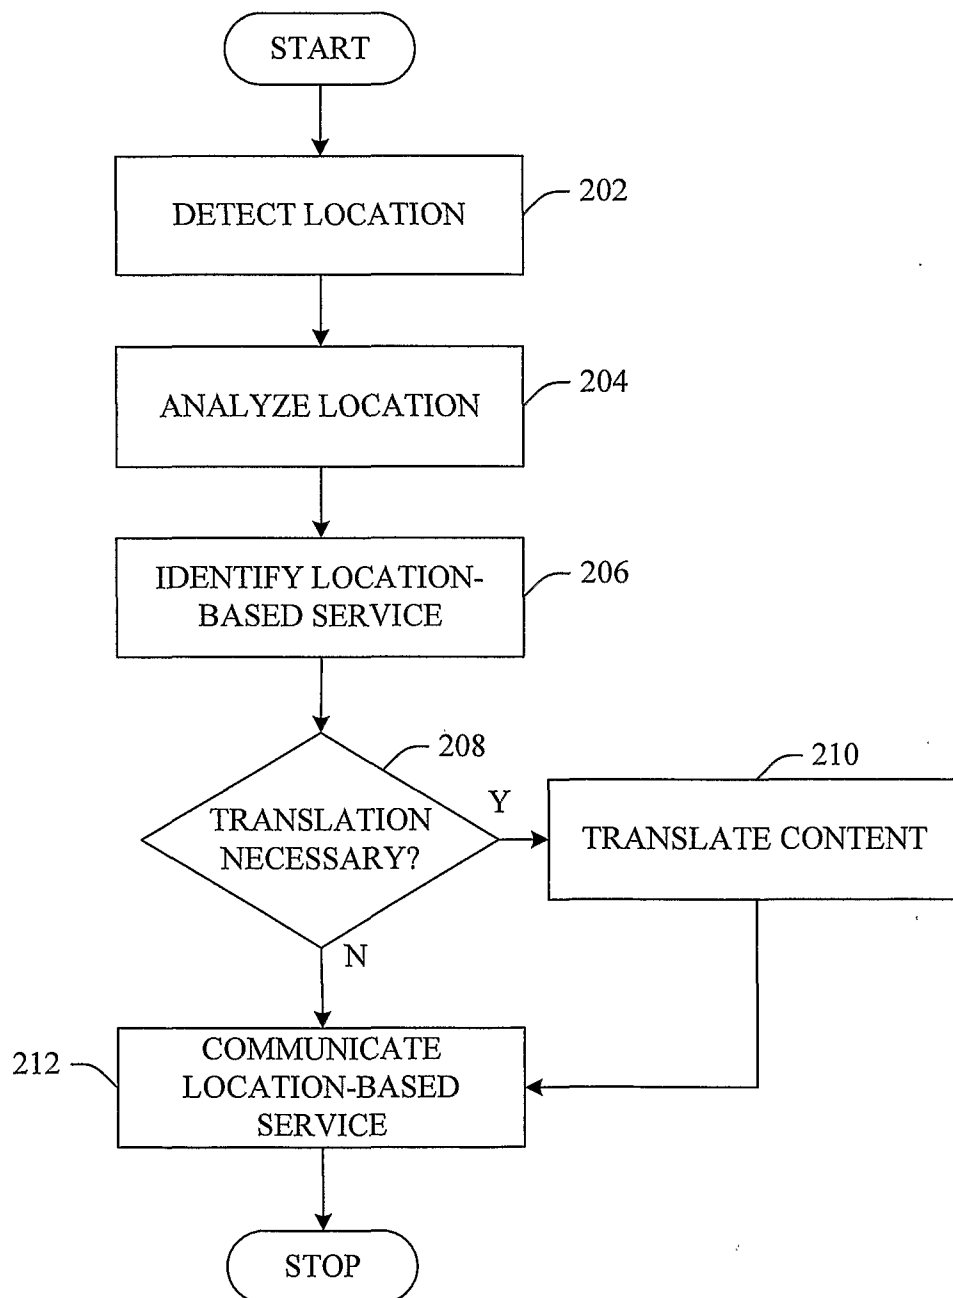 START
DETECT LOCATION
202
ANALYZE LOCATION
204
IDENTIFY LOCATION-
BASED SERVICE
206
208
TRANSLATION
NECESSARY?
Y
210
TRANSLATE CONTENT
N
212
COMMUNICATE
LOCATION-BASED
SERVICE
STOP